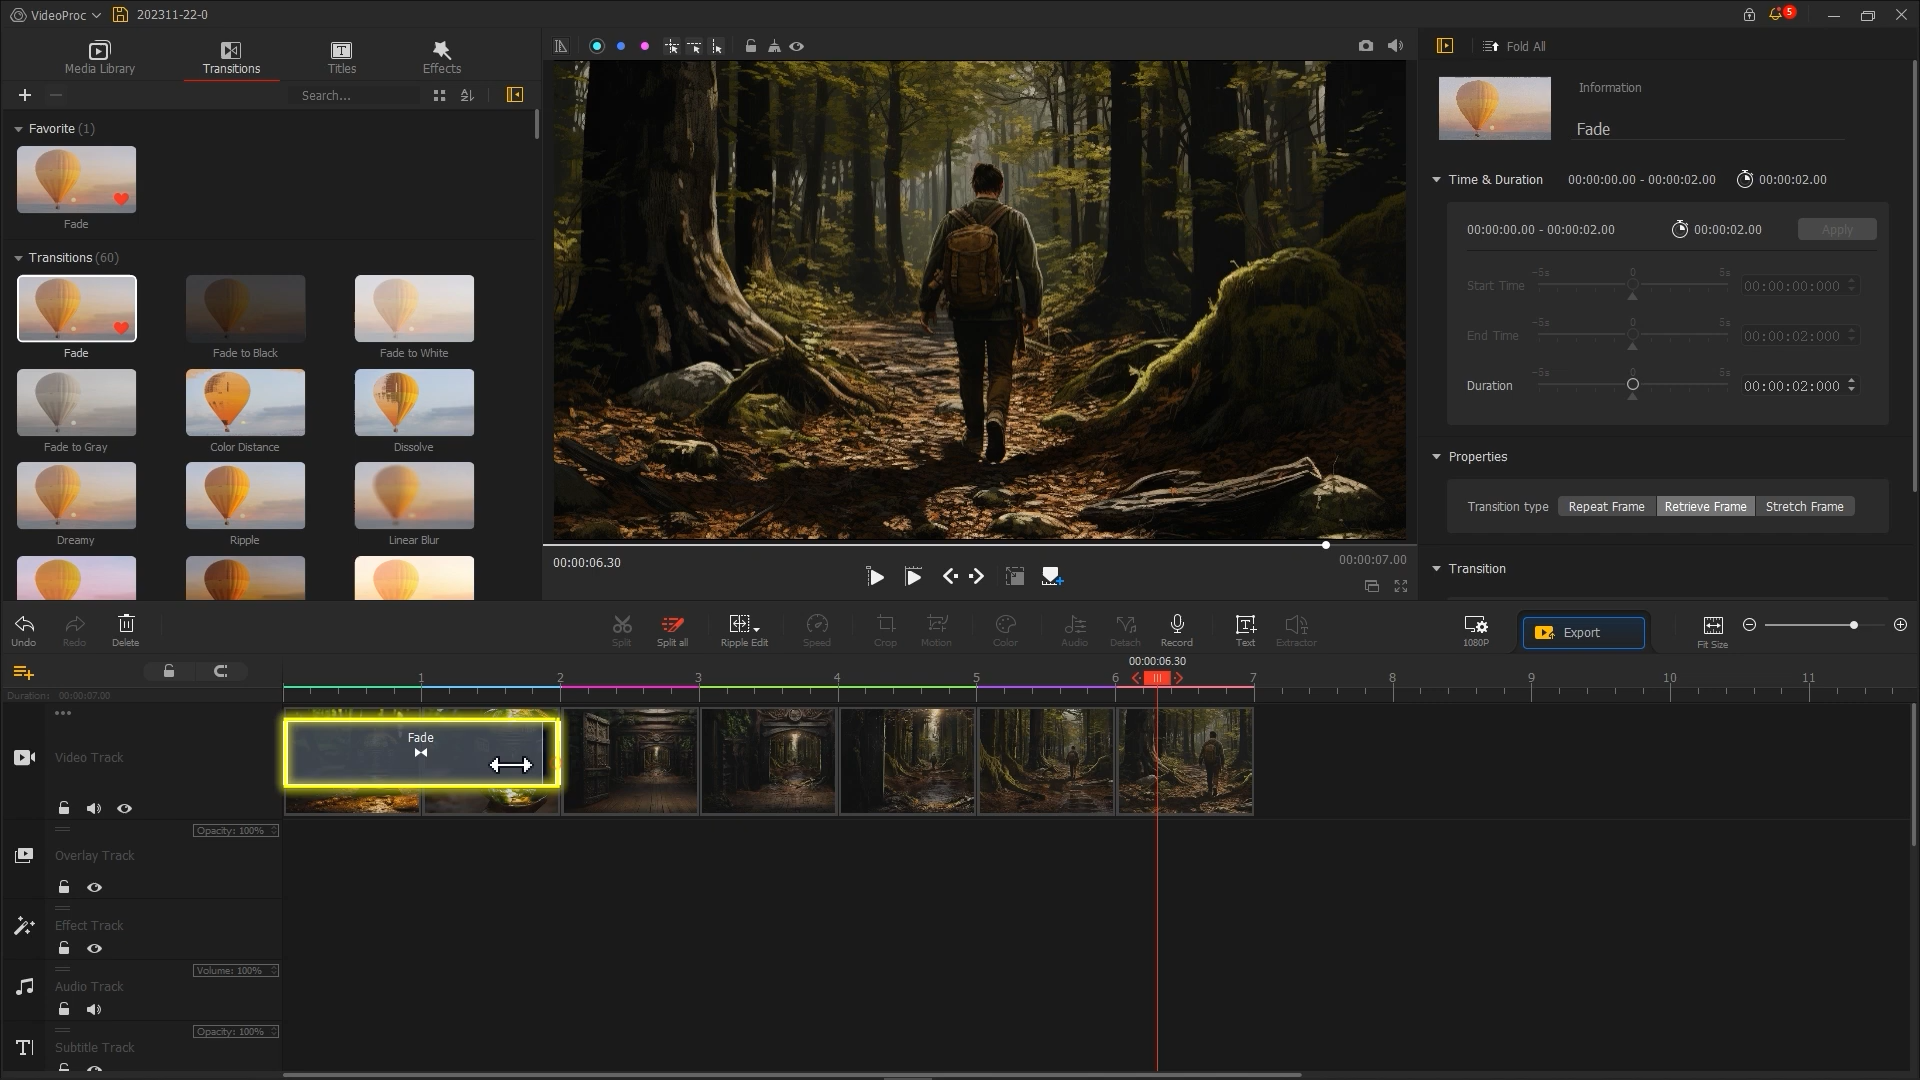 VideoProc
202311-22-0
5
Media Library
Transitions
Titles
Effects
Search...
Favorite (1)
Fade
Transitions (60)
Fade
Fade to Black
Fade to White
Fade to Gray
Color Distance
Dissolve
Dreamy
Ripple
Linear Blur
00:00:06.30
00:00:07.00
Fold All
Information
Fade
Time & Duration
00:00:00.00 - 00:00:02.00
00:00:02.00
00:00:00.00 - 00:00:02.00
00:00:02.00
Apply
-5s 0 5s
Start Time
00:00:00:000
-5s 0 5s
End Time
00:00:02:000
-5s 0 5s
Duration
00:00:02:000
Properties
Transition type
Repeat Frame
Retrieve Frame
Stretch Frame
Transition
Undo
Redo
Delete
Split
Split all
Ripple Edit
Speed
Crop
Motion
Color
Audio
Detach
Record
Text
Extractor
1080P
Export
Fit Size
00:00:06.30
1 2 3 4 5 6 7 8 9 10 11
Duration: 00:00:07.00
Fade
Video Track
Opacity: 100%
Overlay Track
Effect Track
Volume: 100%
Audio Track
Opacity: 100%
Subtitle Track